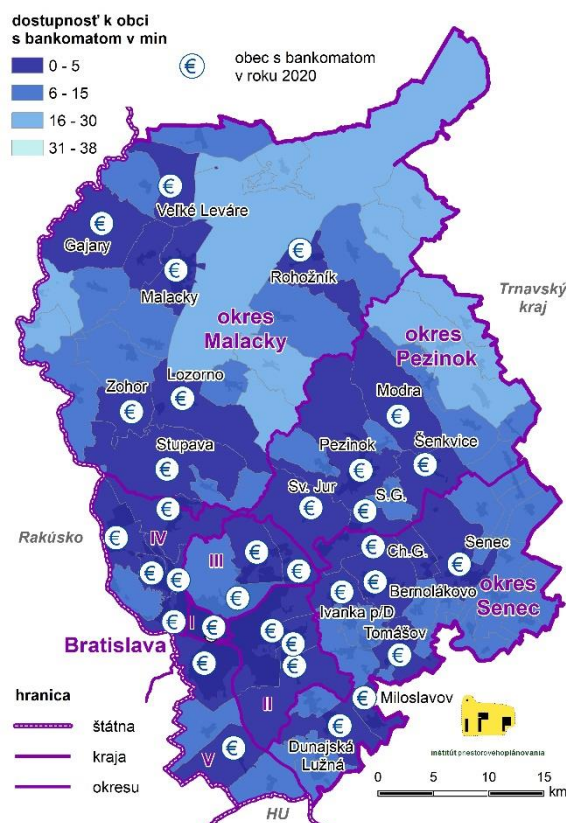 dostupnosť k obci
s bankomatom v min
0 - 5
6 - 15
16 - 30
31 - 38
€
obec s bankomatom
v roku 2020
Veľké Leváre
Gajary
Malacky
Rohožník
Trnavský
kraj
okres
Malacky
okres
Pezinok
Lozorno
Zohor
Modra
Stupava
Pezinok
Šenkvice
Sv. Jur
S.G.
Rakúsko
IV
III
Ch.G.
Senec
Bernolákovo
okres
Senec
Ivanka p/D
I
Tomášov
Bratislava
II
Miloslavov
V
Dunajská
Lužná
HU
hranica
štátna
kraja
okresu
inštitút priestorovéhoplánovania
0 5 10 15
km